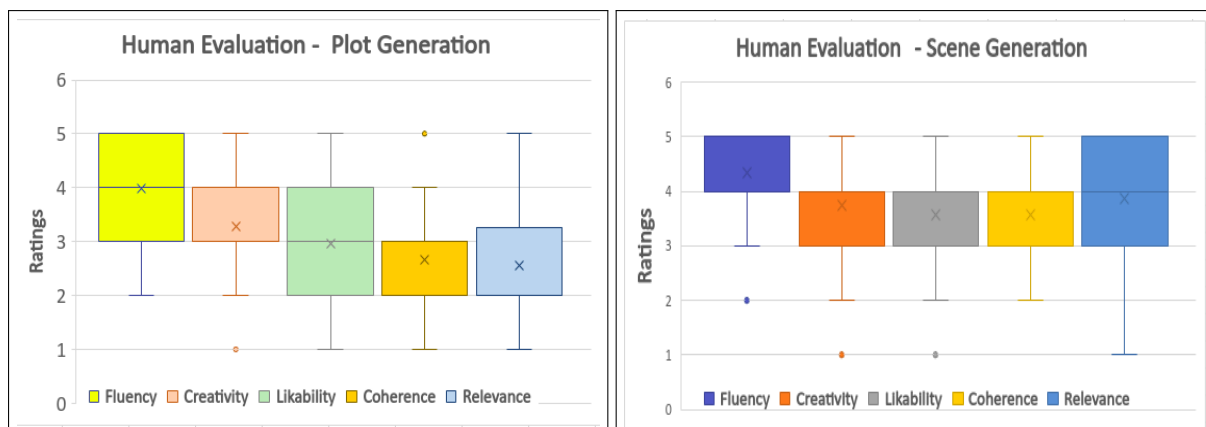 Human Evaluation - Plot Generation
6
5
4
3
2
1
0
Ratings
Fluency Creativity Likability Coherence Relevance
Human Evaluation - Scene Generation
6
5
4
3
2
1
0
Ratings
Fluency Creativity Likability Coherence Relevance